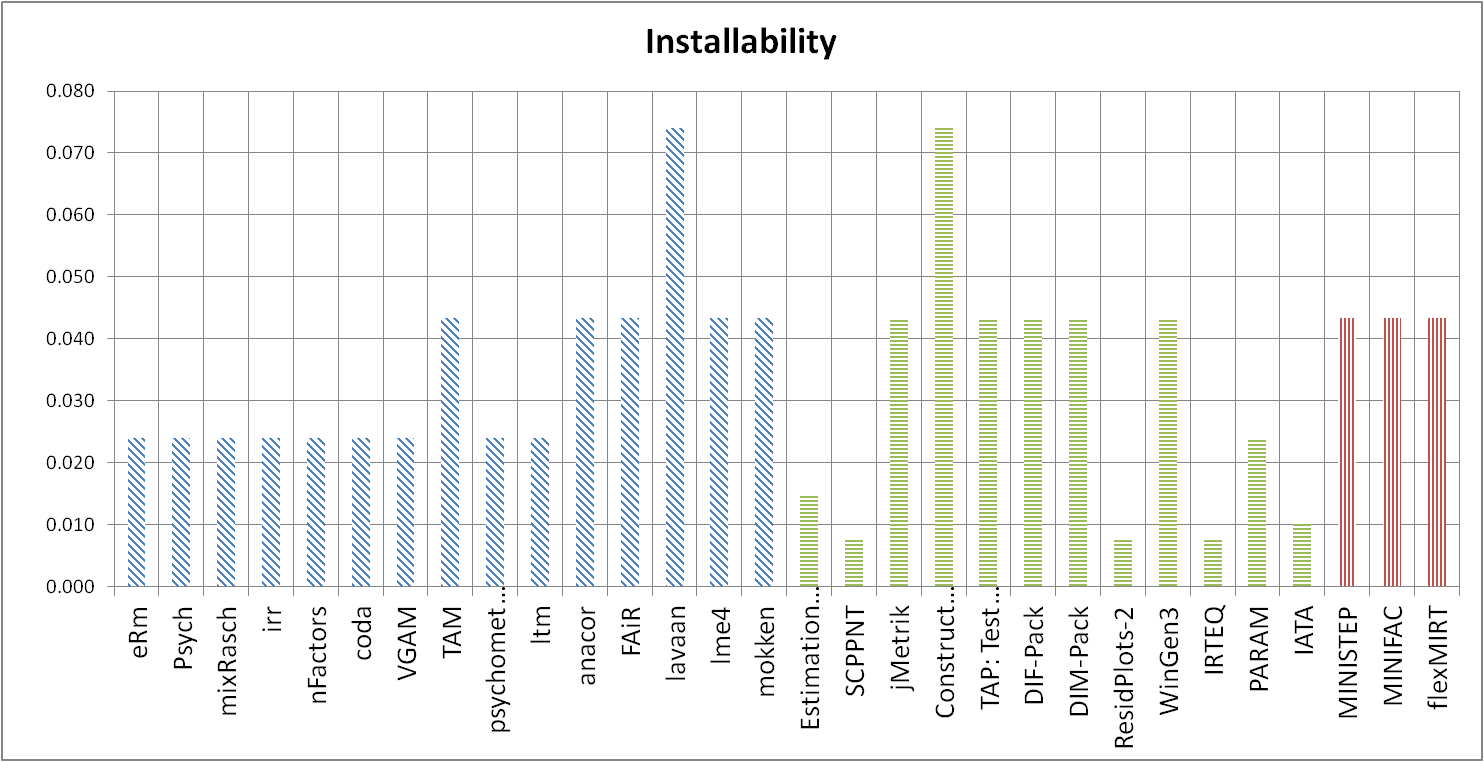 Installability
0.080
0.070
0.060
0.050
0.040
0.030
0.020
0.010
0.000
eRm
Psych
mixRasch
irr
nFactors
coda
VGAM
TAM
psychomet…
ltm
anacor
FAiR
lavaan
lme4
mokken
Estimation…
SCPPNT
jMetrik
Construct…
TAP: Test…
DIF-Pack
DIM-Pack
ResidPlots-2
WinGen3
IRTEQ
PARAM
IATA
MINISTEP
MINIFAC
flexMIRT